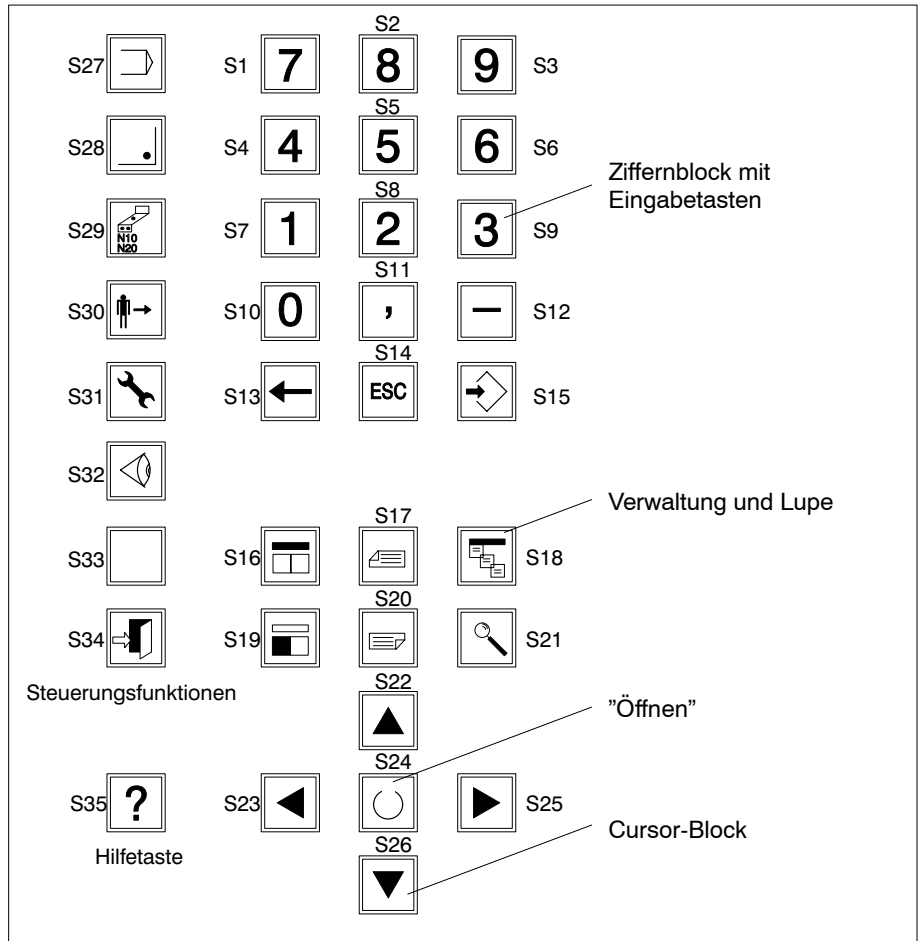 S2
S27 S1 7 8 9 S3
S5
S28 S4 4 5 6 S6
Ziffernblock mit
Eingabetasten
S8
S29 N10 N20 S7 1 2 3 S9
S11
S30 S10 0 , – S12
S14
S31 S13 ESC S15
S32
Verwaltung und Lupe
S17
S33 S16 S18
S20
S34 S19 S21
Steuerungsfunktionen
S22
”Öffnen”
S24
S35 ? S23 S25
Hilfetaste
Cursor-Block
S26